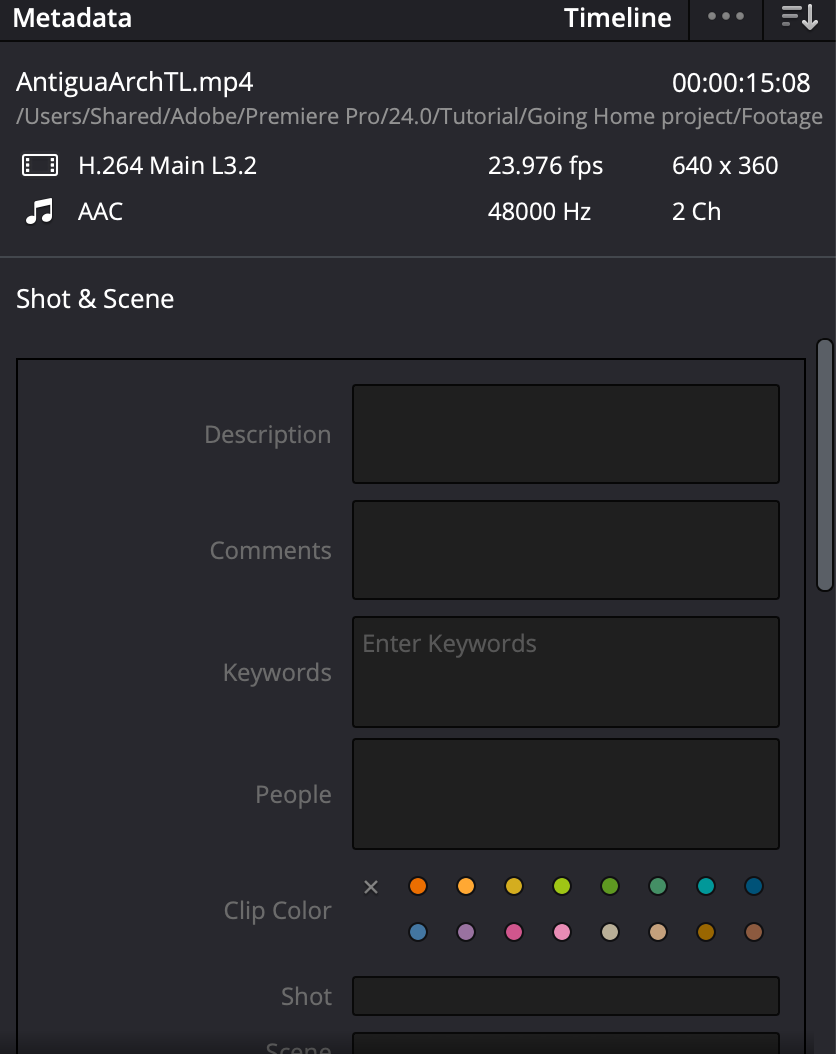 Metadata Timeline •••
AntiguaArchTL.mp4 00:00:15:08
/Users/Shared/Adobe/Premiere Pro/24.0/Tutorial/Going Home project/Footage
H.264 Main L3.2 23.976 fps 640 x 360
AAC 48000 Hz 2 Ch
Shot & Scene
Description
Comments
Enter Keywords
Keywords
People
Clip Color
Shot
Scene